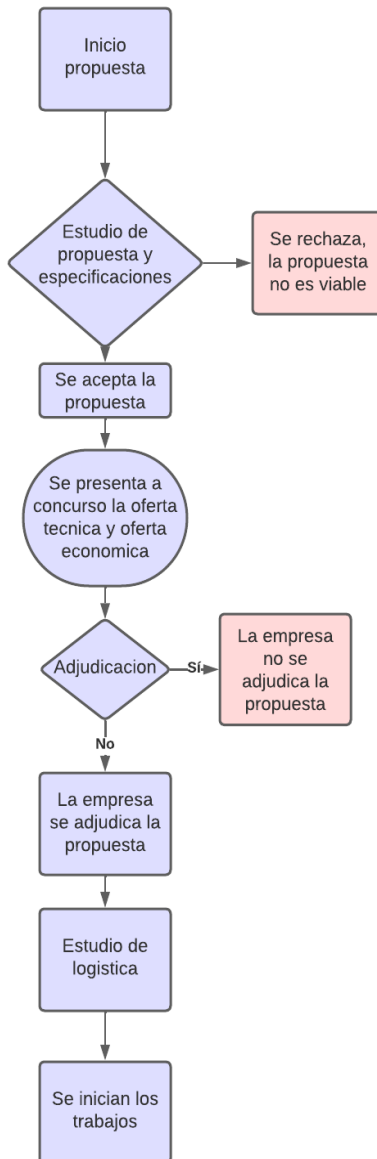 Inicio
propuesta
Estudio de
propuesta y
especificaciones
Se rechaza,
la propuesta
no es viable
Se acepta la
propuesta
Se presenta a
concurso la oferta
tecnica y oferta
economica
Adjudicacion
Sí
La empresa
no se
adjudica la
propuesta
No
La empresa
se adjudica la
propuesta
Estudio de
logistica
Se inician los
trabajos